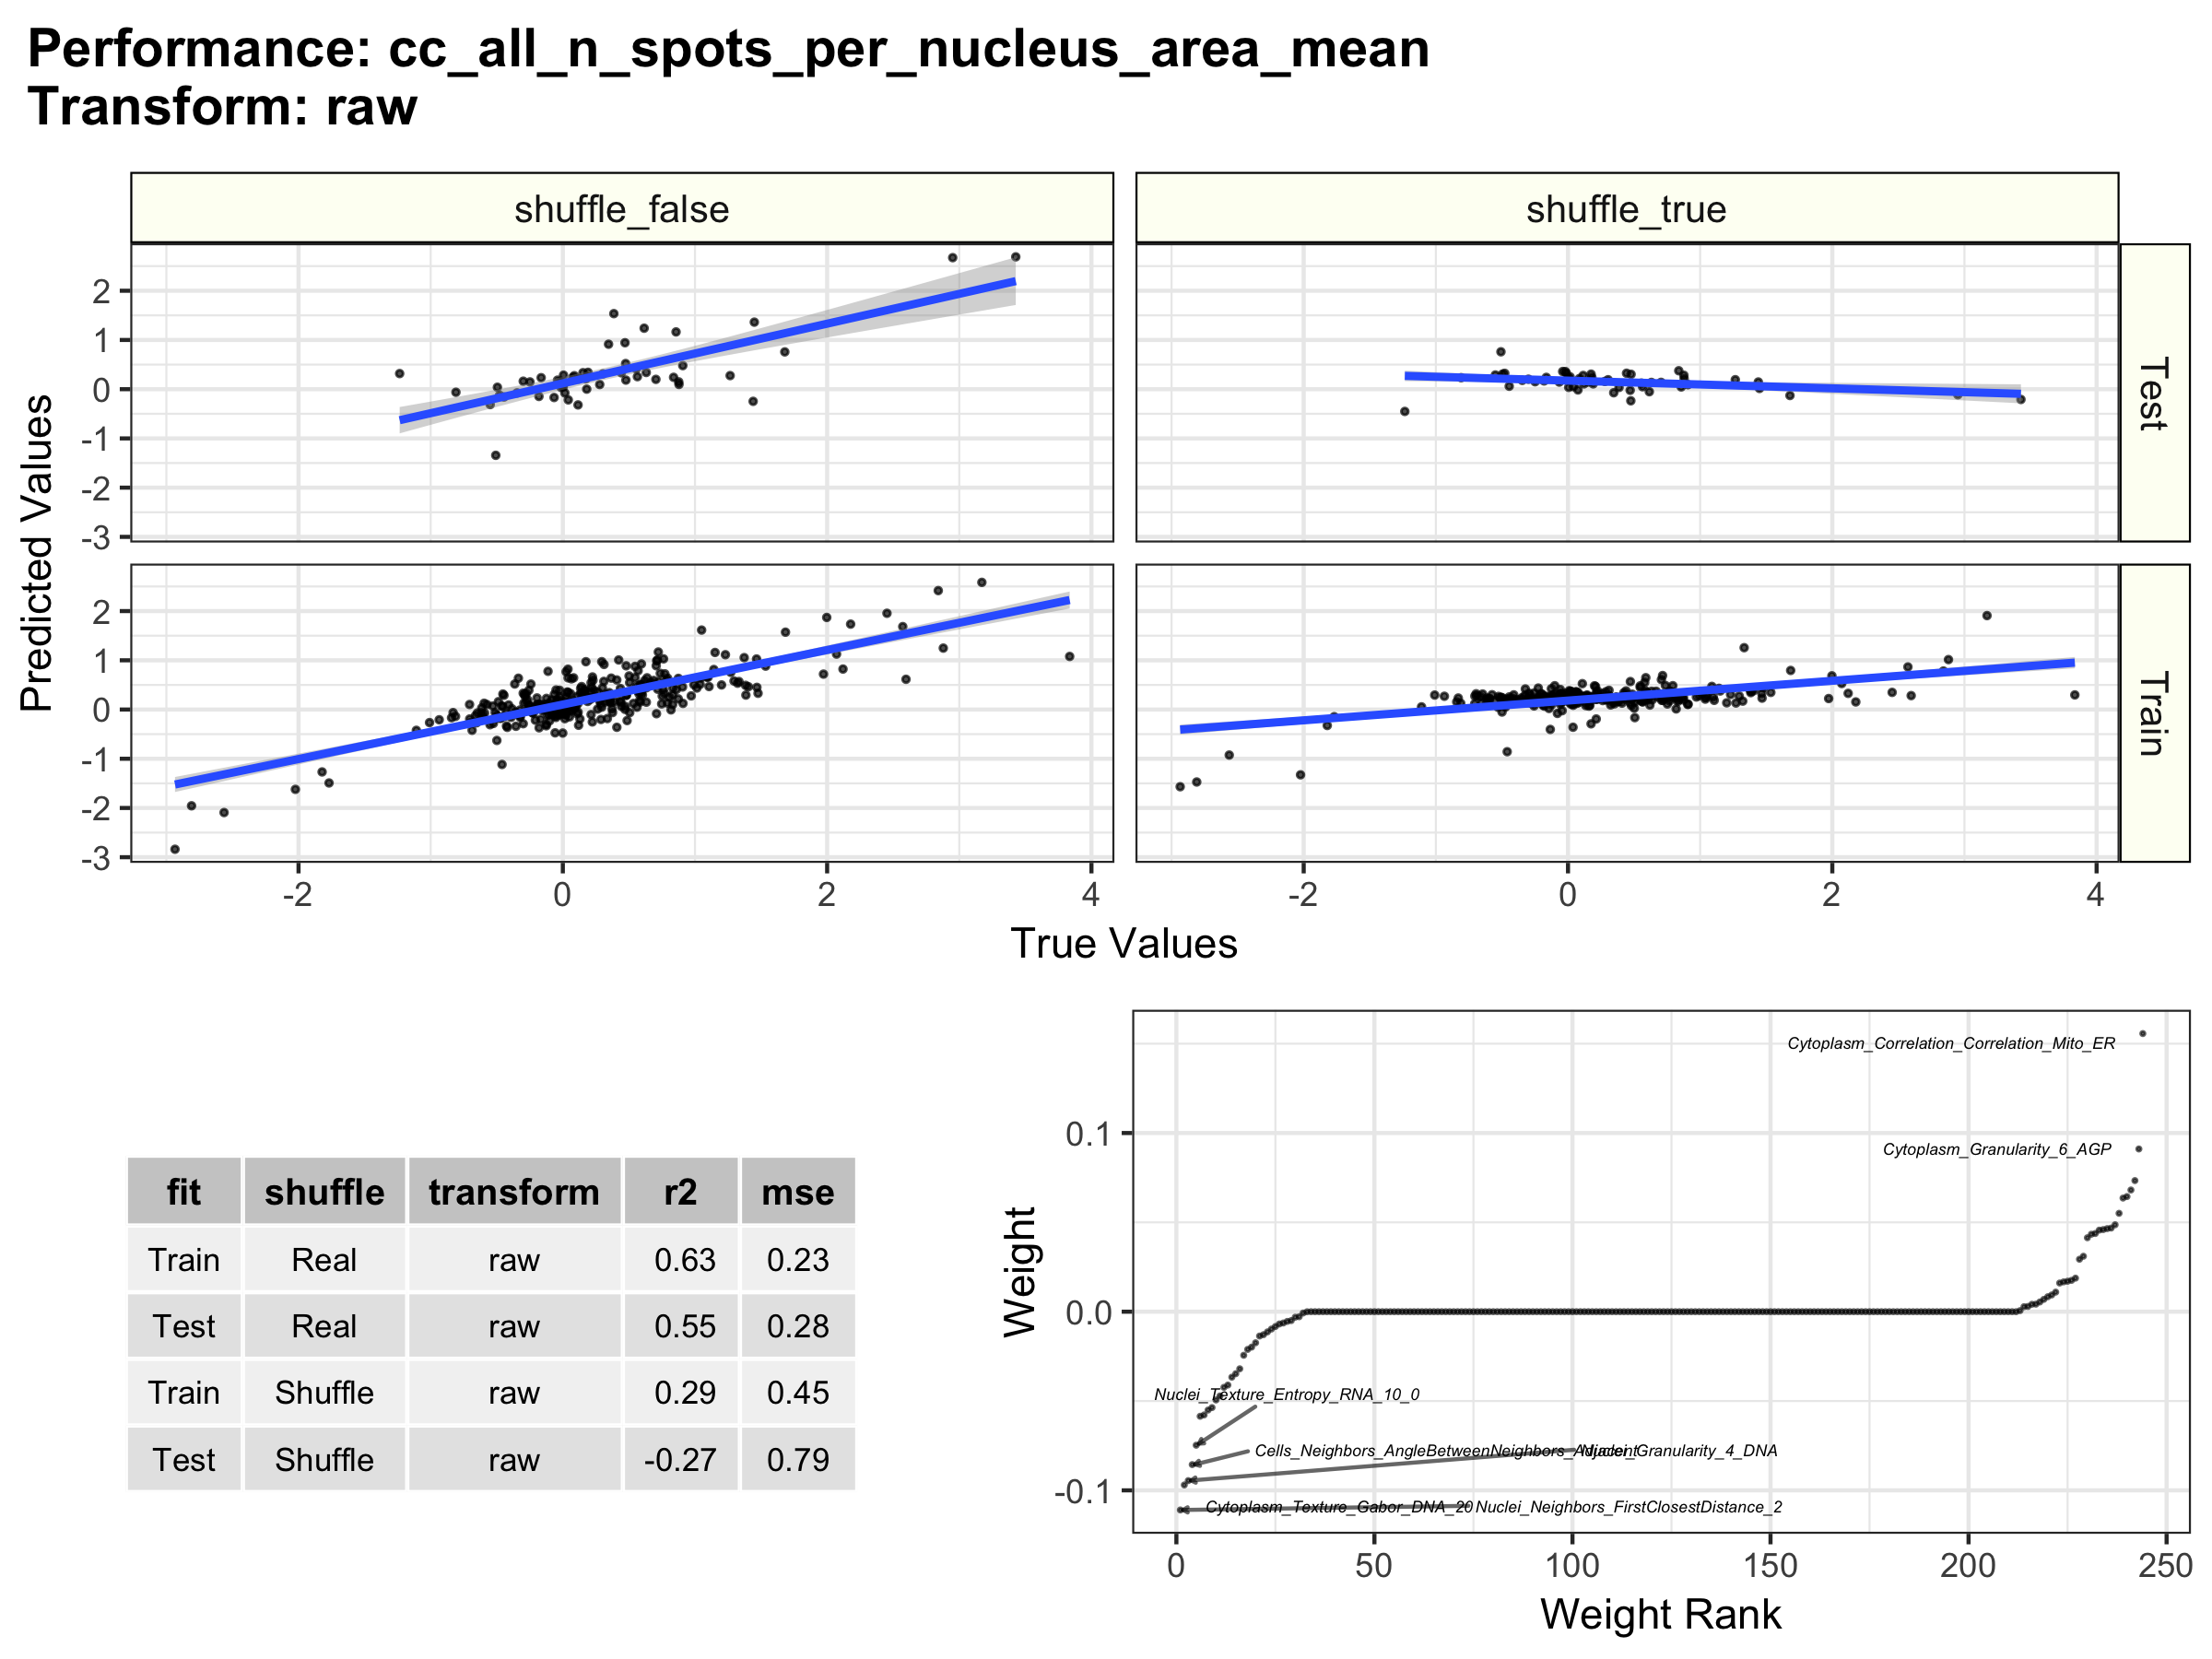 Performance: cc_all_n_spots_per_nucleus_area_mean
Transform: raw
shuffle_false
shuffle_true
Predicted Values
2
1
0
-1
-2
-3
Test
2
1
0
-1
-2
-3
Train
-2
0
2
4
-2
0
2
4
True Values
fit shuffle transform r2 mse
Train Real raw 0.63 0.23
Test Real raw 0.55 0.28
Train Shuffle raw 0.29 0.45
Test Shuffle raw -0.27 0.79
Weight
0.1
0.0
-0.1
Cytoplasm_Correlation_Correlation_Mito_ER
Cytoplasm_Granularity_6_AGP
Nuclei_Texture_Entropy_RNA_10_0
Cells_Neighbors_AngleBetweenNeighbors_Adjacent
Nuclei_Granularity_4_DNA
Cytoplasm_Texture_Gabor_DNA_20
Nuclei_Neighbors_FirstClosestDistance_2
0
50
100
150
200
250
Weight Rank